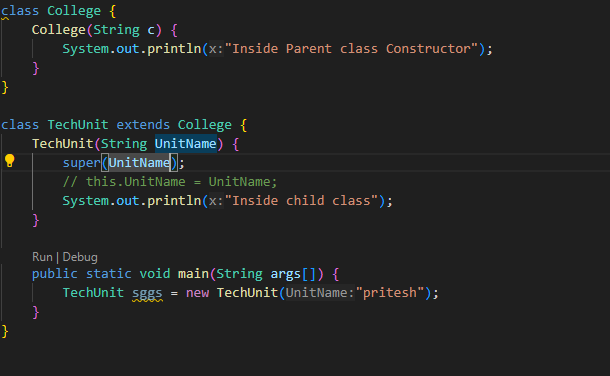 class College {
College(String c) {
System.out.println(x:"Inside Parent class Constructor");
}
}
class TechUnit extends College {
TechUnit(String UnitName) {
super(UnitName);
// this.UnitName = UnitName;
System.out.println(x:"Inside child class");
}
Run | Debug
public static void main(String args[]) {
TechUnit sggs = new TechUnit(UnitName:"pritesh");
}
}